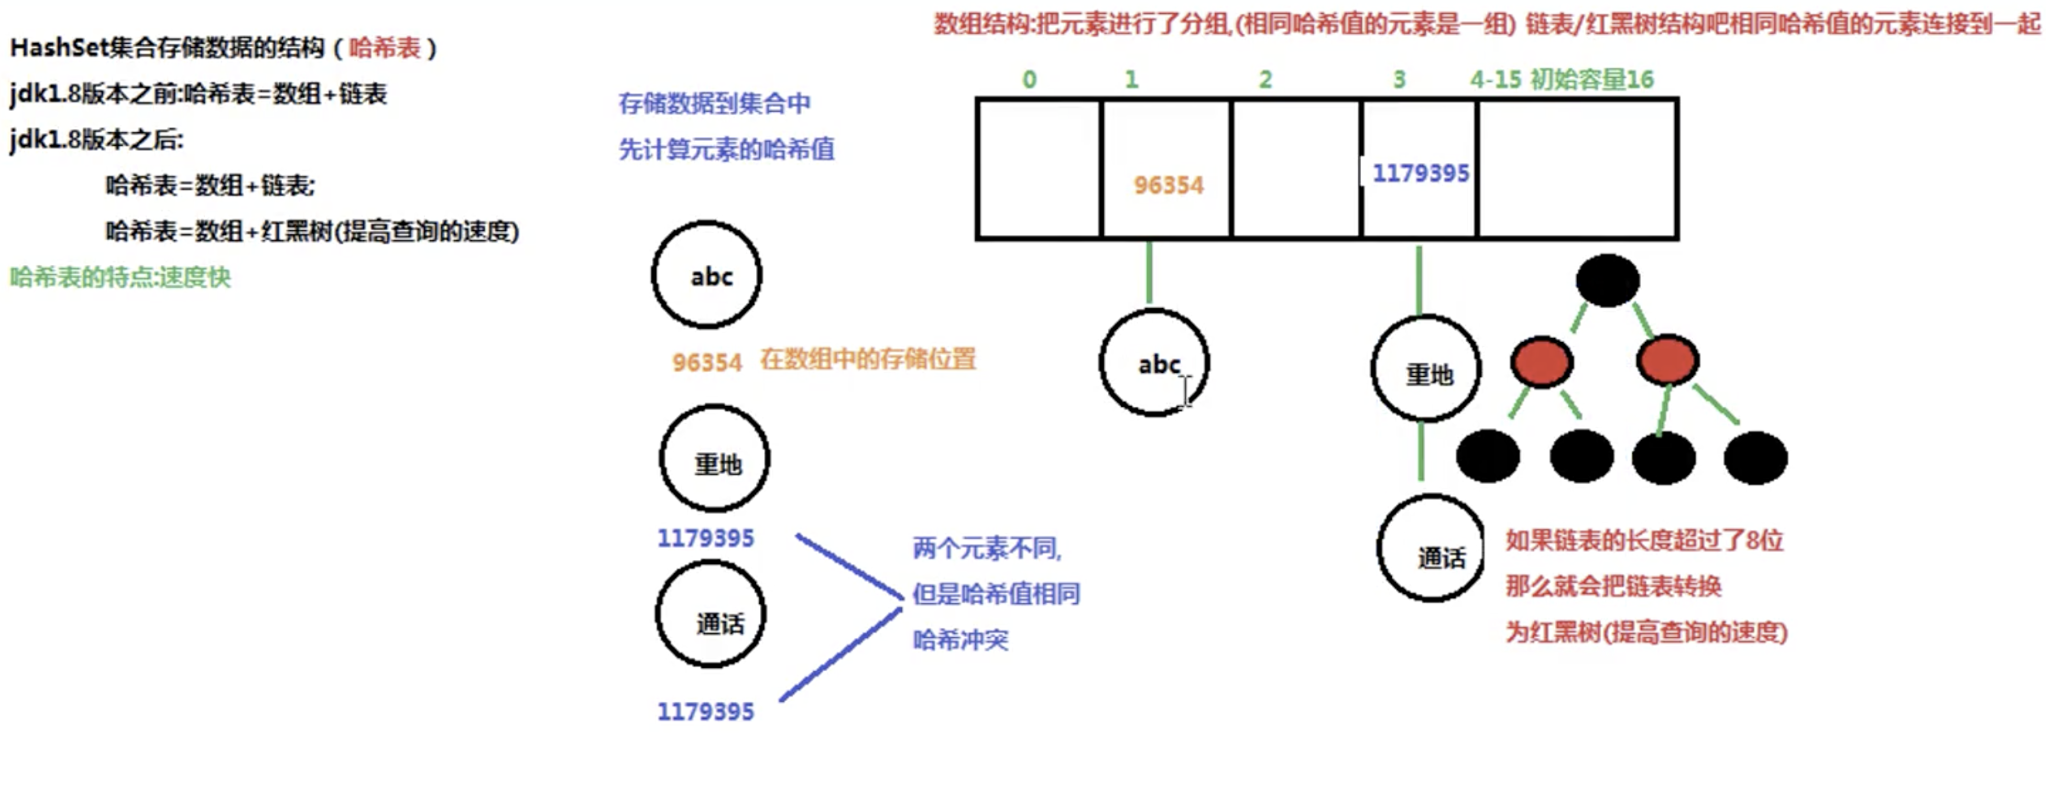 数组结构:把元素进行了分组,(相同哈希值的元素是一组) 链表/红黑树结构吧相同哈希值的元素连接到一起
HashSet集合存储数据的结构（哈希表）
jdk1.8版本之前:哈希表=数组+链表
jdk1.8版本之后:
哈希表=数组+链表;
哈希表=数组+红黑树(提高查询的速度)
哈希表的特点:速度快
存储数据到集合中
先计算元素的哈希值
abc
96354 在数组中的存储位置
重地
1179395
通话
1179395
两个元素不同,
但是哈希值相同
哈希冲突
0 1 2 3 4-15 初始容量16
96354 1179395
abc
重地
通话
如果链表的长度超过了8位
那么就会把链表转换
为红黑树(提高查询的速度)